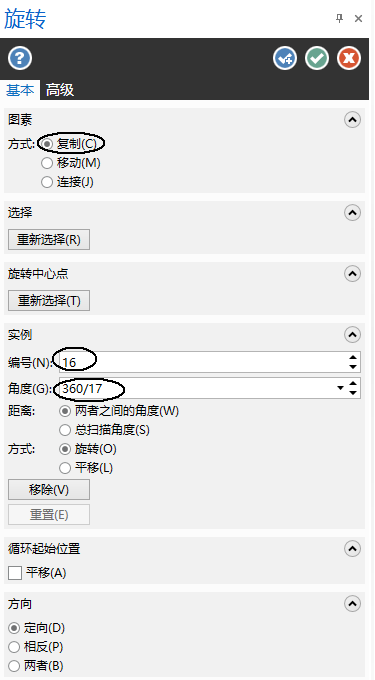 旋转
基本 高级
图素
方式: 复制(C)
移动(M)
连接(J)
选择
重新选择(R)
旋转中心点
重新选择(T)
实例
编号(N): 16
角度(G): 360/17
距离: 两者之间的角度(W)
总扫描角度(S)
方式: 旋转(O)
平移(L)
移除(V)
重置(E)
循环起始位置
平移(A)
方向
定向(D)
相反(P)
两者(B)